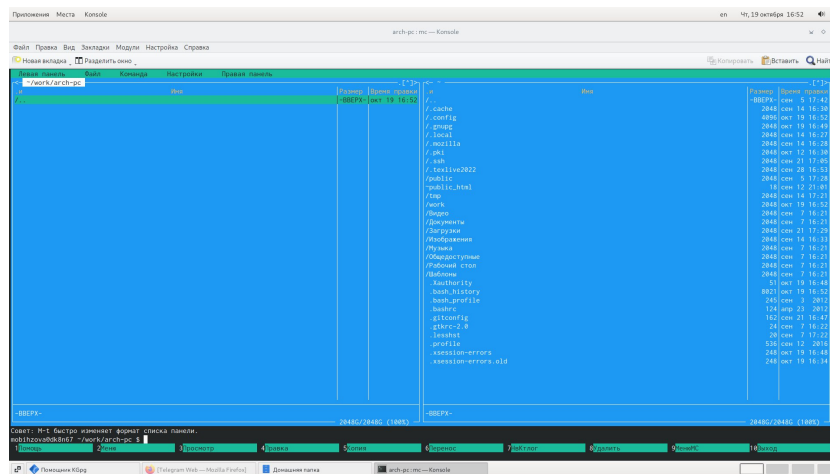 Приложения Места Konsole en Чт, 19 октября 16:52
arch-pc : mc — Konsole
Файл Правка Вид Закладки Модули Настройка Справка
Новая вкладка Разделить окно Копировать Вставить Найт
Левая панель Файл Команда Настройки Правая панель
<- ~/work/arch-pc .[^]> <- ~ .[^]>
.и Имя Размер Время правки .и Имя Размер Время правки
/.. -ВВЕРХ- окт 19 16:52 /.. -ВВЕРХ- сен 5 17:42
/.cache 2048 сен 14 16:30
/.config 4096 окт 19 16:52
/.gnupg 2048 окт 19 16:49
/.local 2048 сен 14 16:27
/.mozilla 2048 сен 14 16:28
/.pki 2048 окт 12 16:30
/.ssh 2048 сен 21 17:05
/.texlive2022 2048 сен 28 16:53
/public 2048 сен 5 17:28
~public_html 18 сен 12 21:01
/tmp 2048 сен 14 17:21
/work 2048 окт 19 16:52
/Видео 2048 сен 7 16:21
/Документы 2048 сен 7 16:21
/Загрузки 2048 сен 21 17:29
/Изображения 2048 сен 14 16:33
/Музыка 2048 сен 7 16:21
/Общедоступные 2048 сен 7 16:21
/Рабочий стол 2048 сен 7 16:21
/Шаблоны 2048 сен 7 16:21
.Xauthority 51 окт 19 16:48
.bash_history 8021 окт 19 16:52
.bash_profile 245 сен 3 2012
.bashrc 124 апр 23 2012
.gitconfig 162 сен 21 16:47
.gtkrc-2.0 24 сен 7 16:22
.lesshst 20 сен 7 17:22
.profile 536 сен 12 2016
.xsession-errors 248 окт 19 16:48
.xsession-errors.old 248 окт 19 16:34
-ВВЕРХ- -ВВЕРХ-
2048G/2048G (100%) 2048G/2048G (100%)
Совет: M-t быстро изменяет формат списка панели.
mobihzova@dk8n67 ~/work/arch-pc $
1Помощь 2Меню 3Просмотр 4Правка 5Копия 6Перенос 7НвКтлог 8Удалить 9МенюMC 10Выход
Помощник KGpg [Telegram Web — Mozilla Firefox] Домашняя папка arch-pc : mc — Konsole